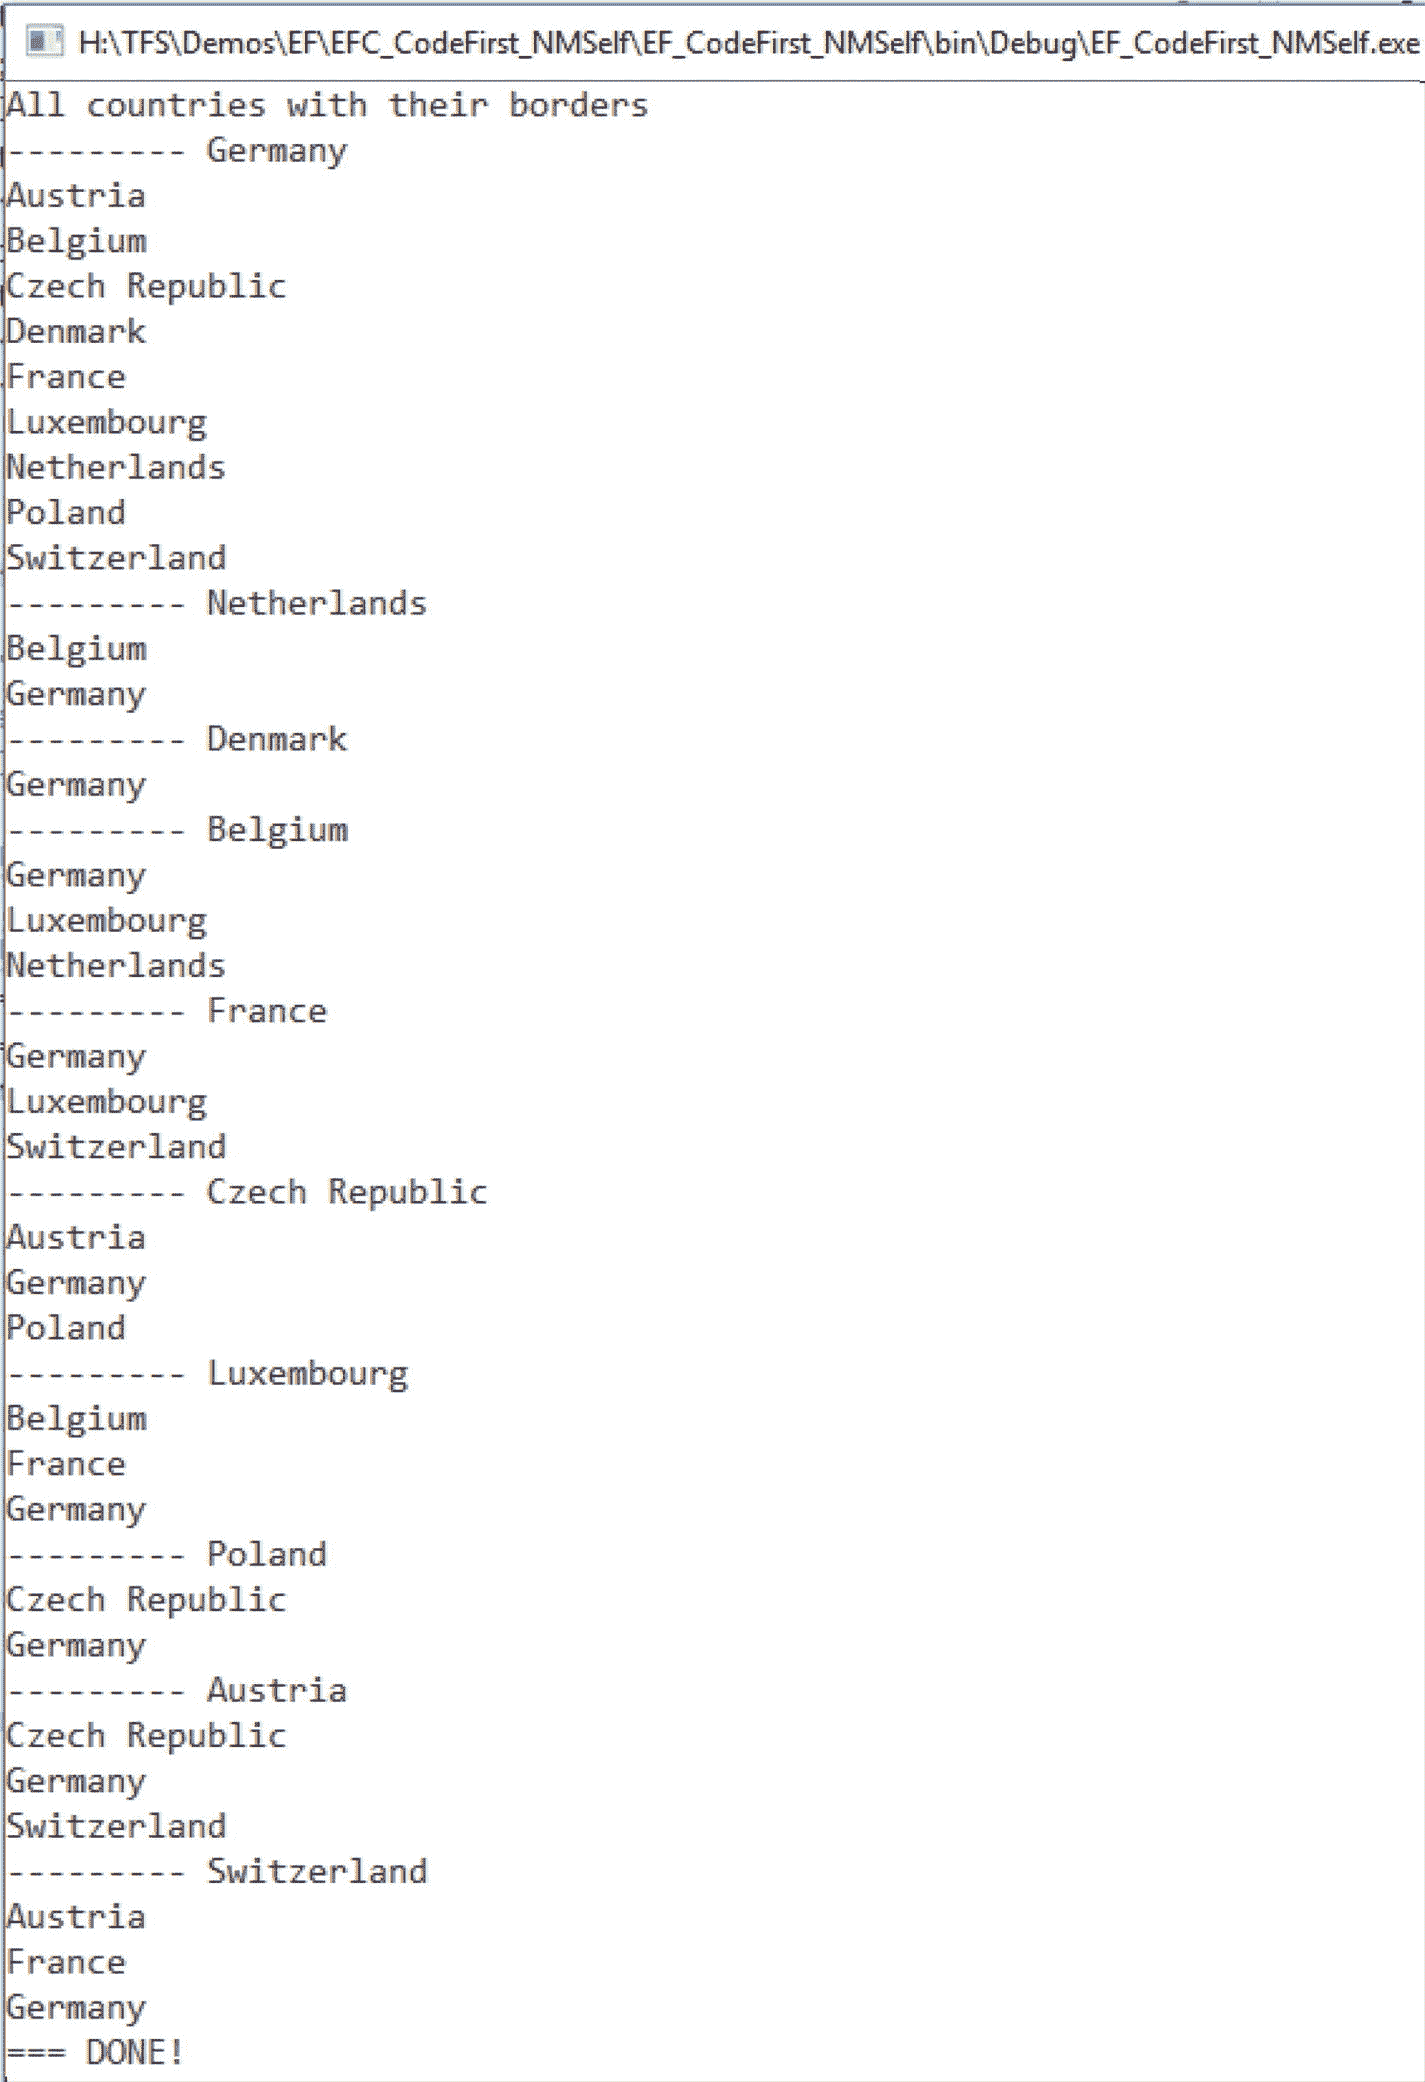 H:\TFS\Demos\EF\EFC_CodeFirst_NMSelf\EF_CodeFirst_NMSelf\bin\Debug\EF_CodeFirst_NMSelf.exe
All countries with their borders
--------- Germany
Austria
Belgium
Czech Republic
Denmark
France
Luxembourg
Netherlands
Poland
Switzerland
--------- Netherlands
Belgium
Germany
--------- Denmark
Germany
--------- Belgium
Germany
Luxembourg
Netherlands
--------- France
Germany
Luxembourg
Switzerland
--------- Czech Republic
Austria
Germany
Poland
--------- Luxembourg
Belgium
France
Germany
--------- Poland
Czech Republic
Germany
--------- Austria
Czech Republic
Germany
Switzerland
--------- Switzerland
Austria
France
Germany
=== DONE!